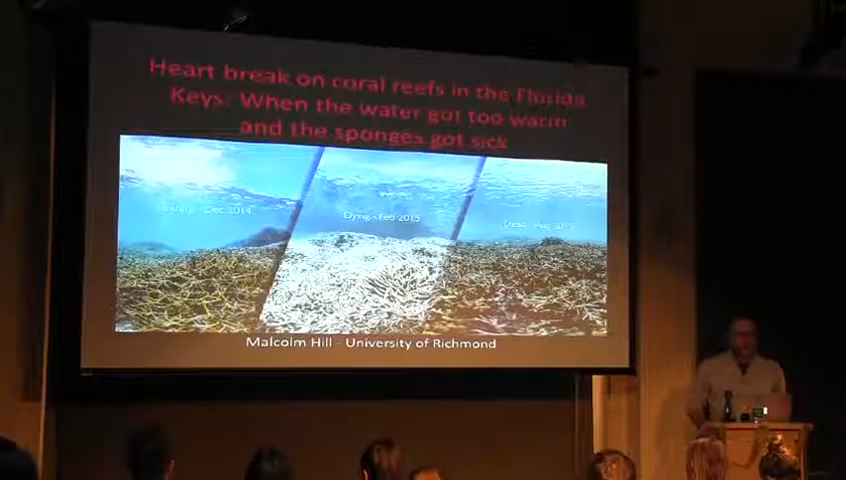 Heart break on coral reefs in the Florida
Keys: When the water got too warm
and the sponges got sick
Healthy - Dec 2014
Dying - Feb 2015
Dead - Aug 2015
Malcolm Hill - University of Richmond